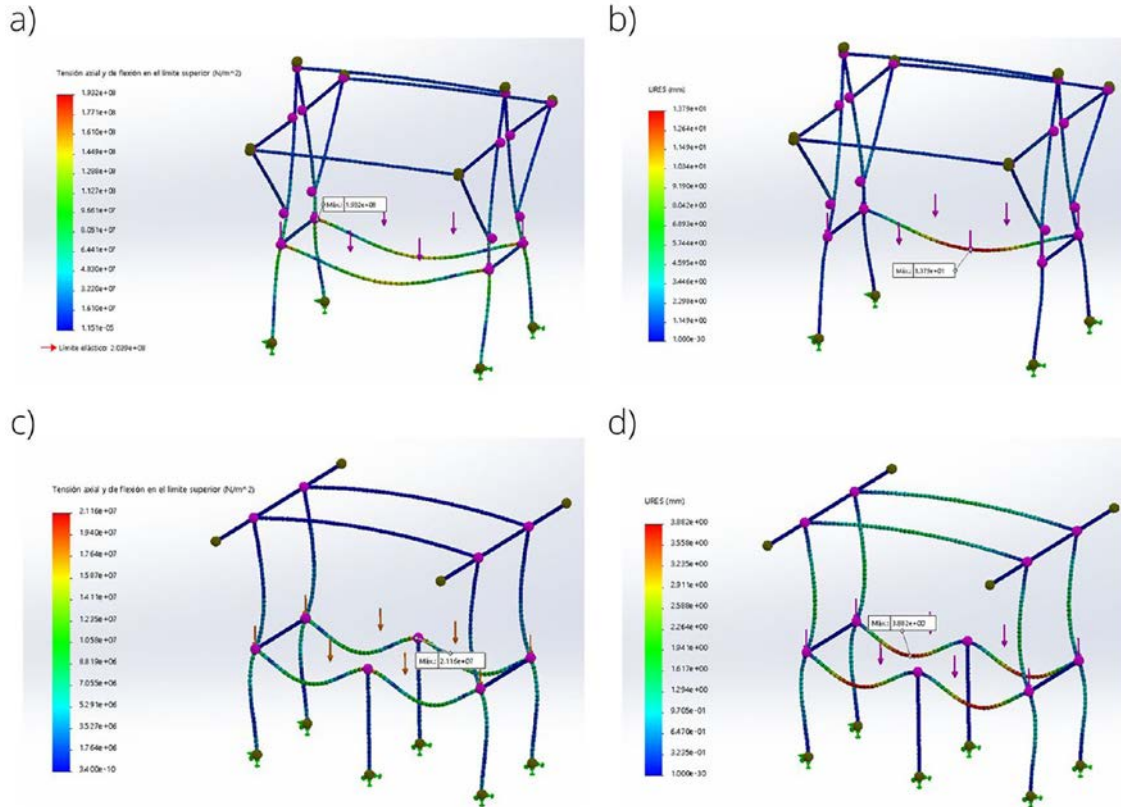 a)
Tensión axial y de flexión en el límite superior (N/m^2)
1.932e+08
1.771e+08
1.610e+08
1.449e+08
1.288e+08
1.127e+08
9.661e+07
8.051e+07
6.441e+07
4.830e+07
3.220e+07
1.610e+07
1.151e-05
Límite elástico: 2.039e+08
Máx.: 1.932e+08
b)
URES (mm)
1.379e+01
1.264e+01
1.149e+01
1.034e+01
9.190e+00
8.042e+00
6.893e+00
5.744e+00
4.595e+00
3.446e+00
2.298e+00
1.149e+00
1.000e-30
Máx.: 1.379e+01
c)
Tensión axial y de flexión en el límite superior (N/m^2)
2.116e+07
1.940e+07
1.764e+07
1.587e+07
1.411e+07
1.235e+07
1.058e+07
8.819e+06
7.055e+06
5.291e+06
3.527e+06
1.764e+06
3.400e-10
Máx.: 2.116e+07
d)
URES (mm)
3.882e+00
3.558e+00
3.235e+00
2.911e+00
2.588e+00
2.264e+00
1.941e+00
1.617e+00
1.294e+00
9.705e-01
6.470e-01
3.235e-01
1.000e-30
Máx.: 3.882e+00